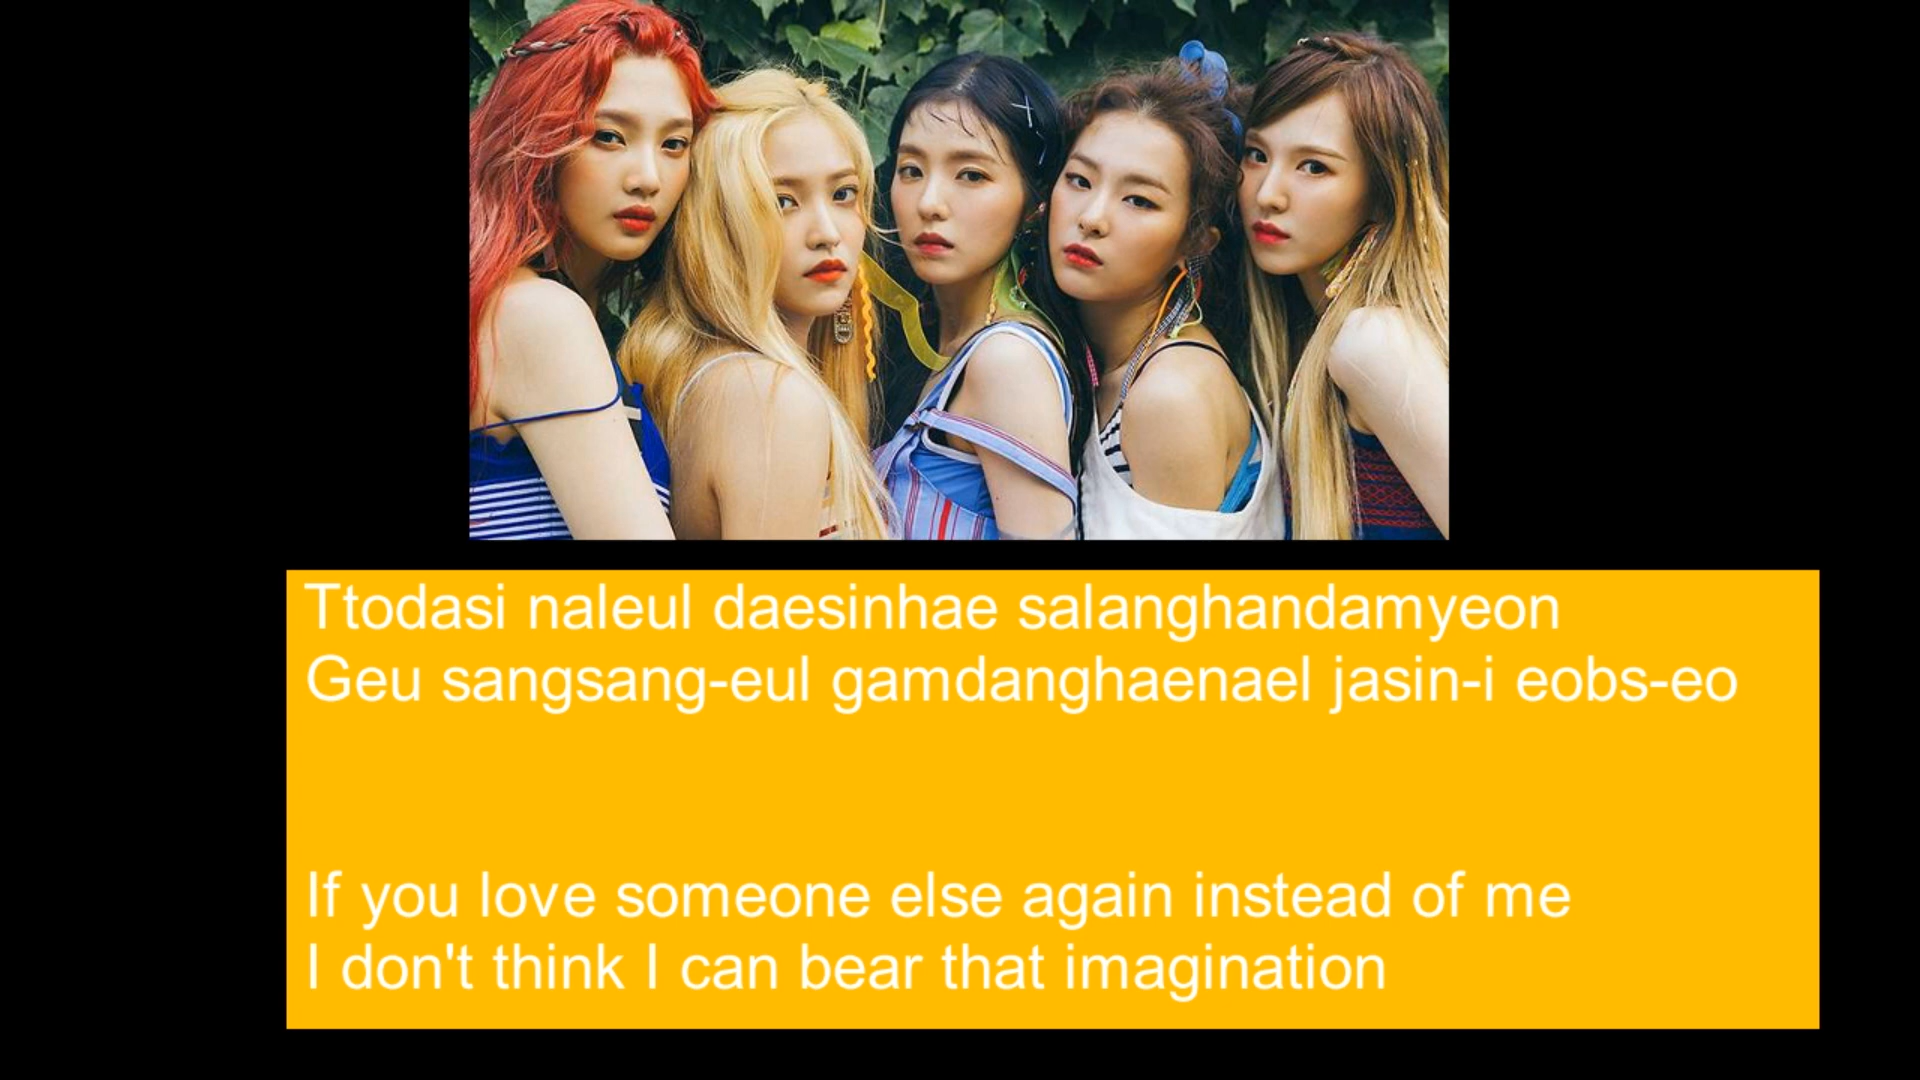 Ttodasi naleul daesinhae salanghandamyeon
Geu sangsang-eul gamdanghaenael jasin-i eobs-eo
If you love someone else again instead of me
I don't think I can bear that imagination